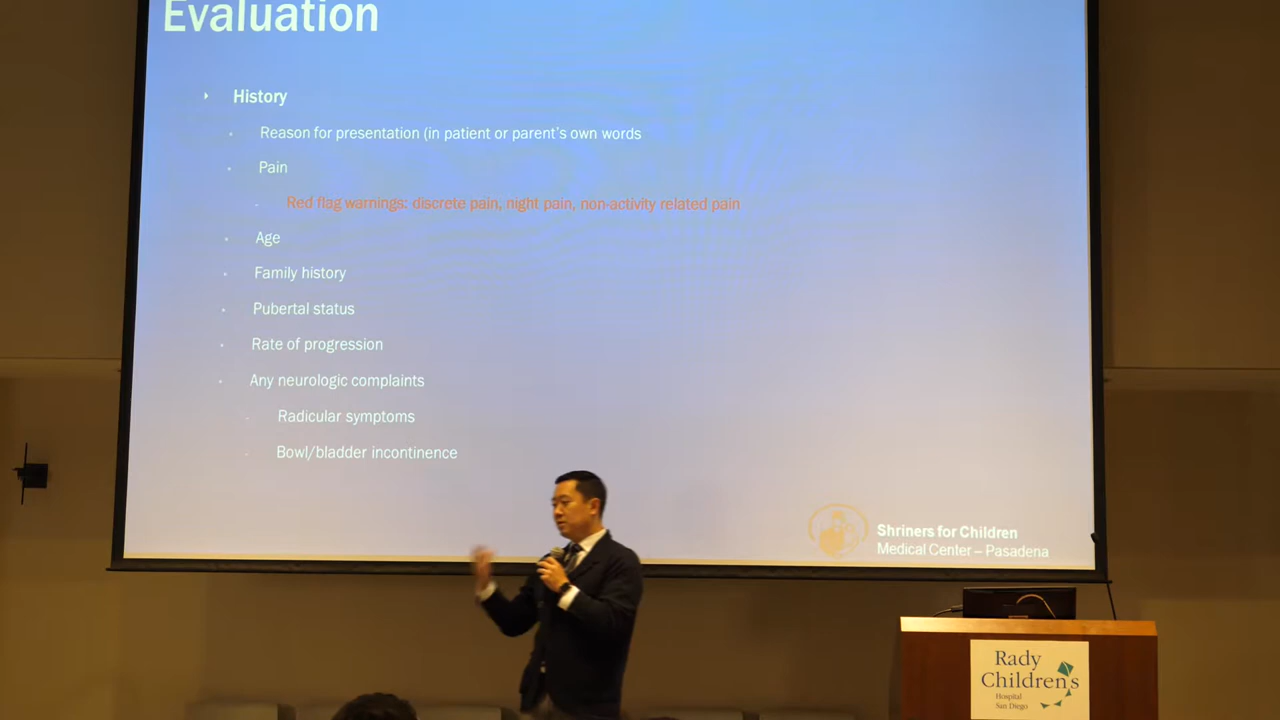 Evaluation
History
Reason for presentation (in patient or parent's own words
Pain
Red flag warnings: discrete pain, night pain, non-activity related pain
Age
Family history
Pubertal status
Rate of progression
Any neurologic complaints
Radicular symptoms
Bowl/bladder incontinence
Shriners for Children
Medical Center – Pasadena
Rady
Children's
Hospital
San Diego